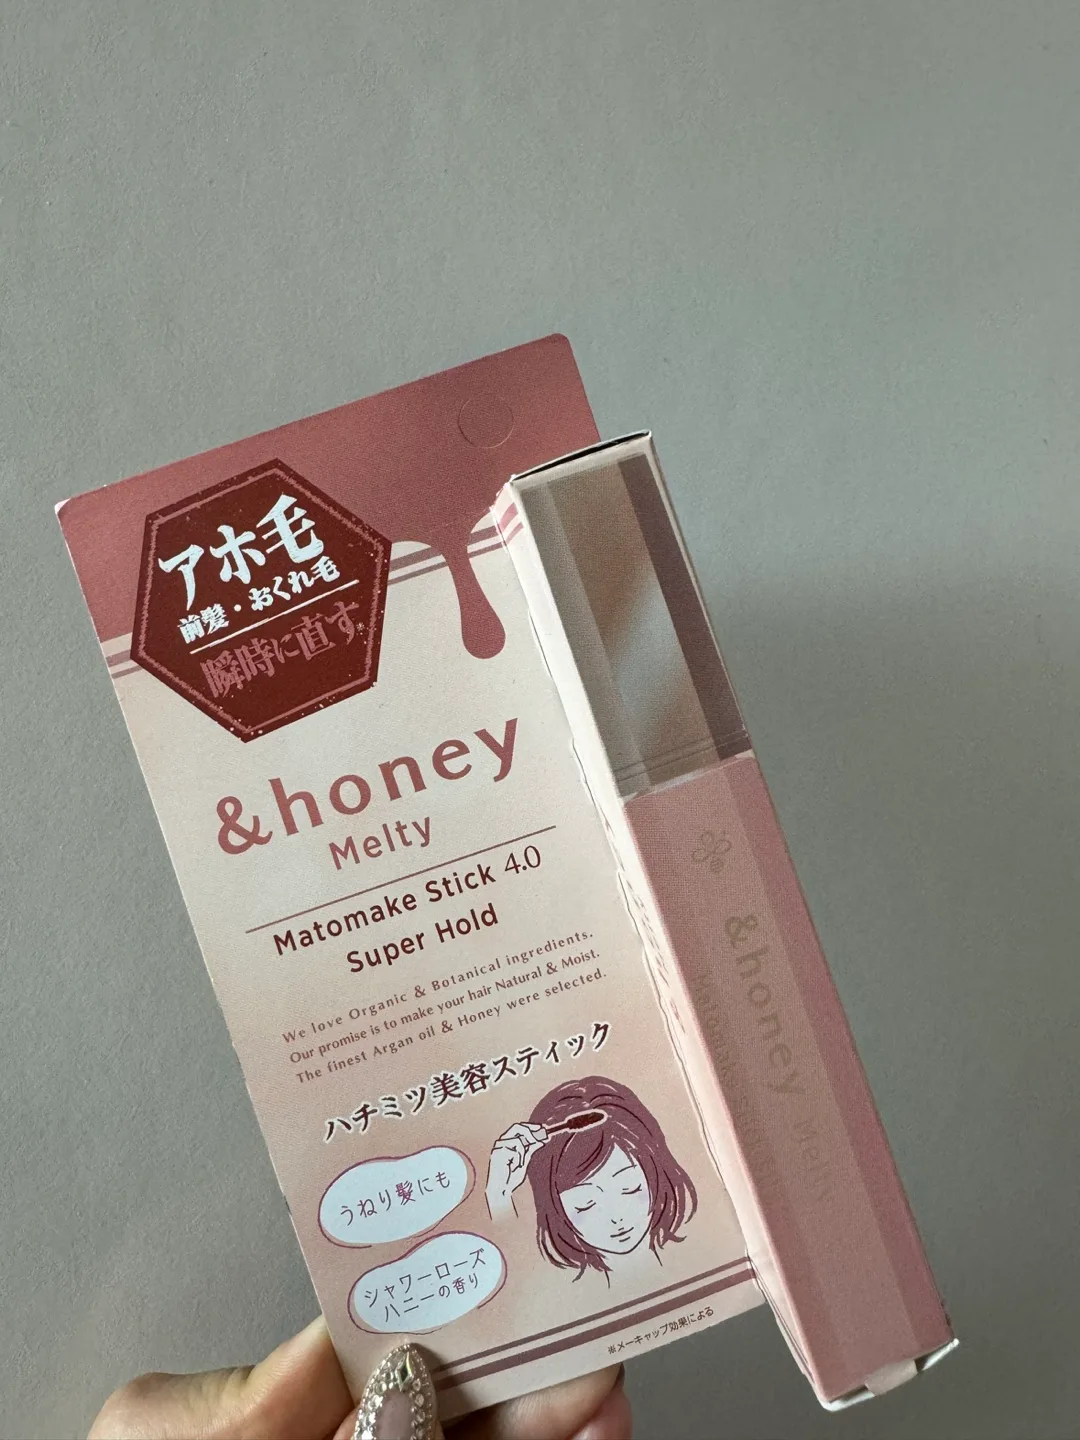 アホ毛
前髪・おくれ毛
瞬時に直す※
&honey
Melty
Matomake Stick 4.0
Super Hold
We love Organic & Botanical ingredients.
Our promise is to make your hair Natural & Moist.
The finest Argan oil & Honey were selected.
ハチミツ美容スティック
うねり髪にも
シャワーローズ
ハニーの香り
※メーキャップ効果による
&honey